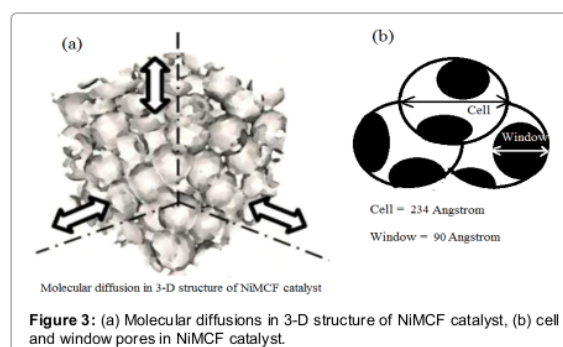 (a)
(b)
Cell
Window
Cell = 234 Angstrom
Window = 90 Angstrom
Molecular diffusion in 3-D structure of NiMCF catalyst
Figure 3: (a) Molecular diffusions in 3-D structure of NiMCF catalyst, (b) cell
and window pores in NiMCF catalyst.